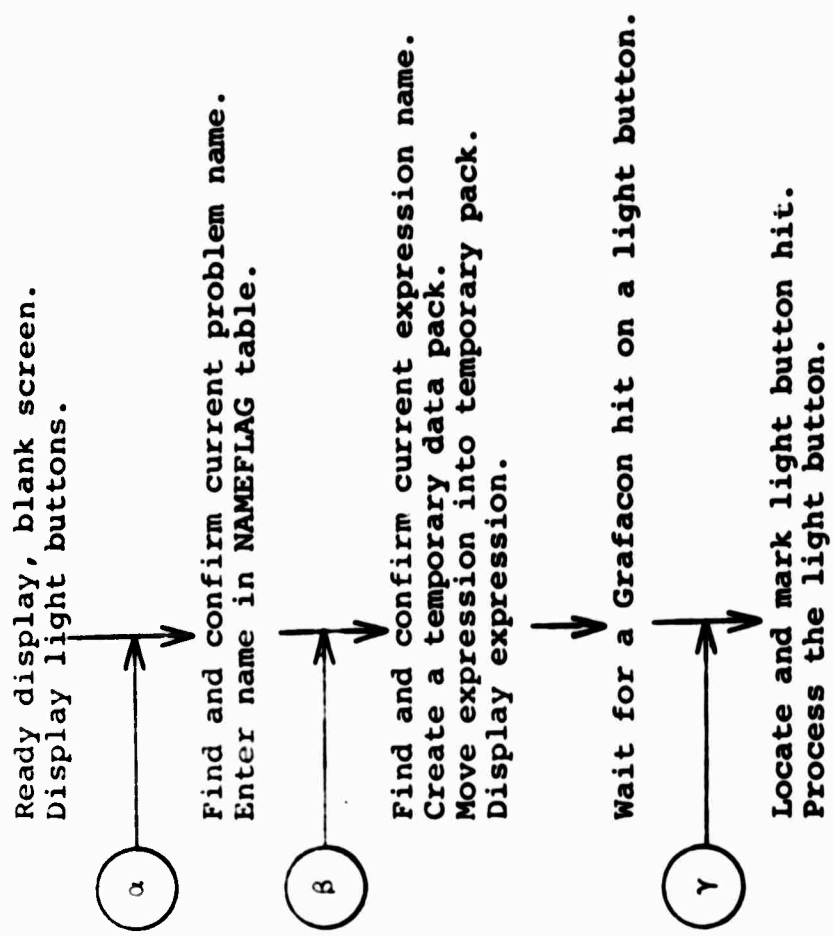 Ready display, blank screen.
Display light buttons.
α
Find and confirm current problem name.
Enter name in NAMEFLAG table.
β
Find and confirm current expression name.
Create a temporary data pack.
Move expression into temporary pack.
Display expression.
Wait for a Grafacon hit on a light button.
γ
Locate and mark light button hit.
Process the light button.